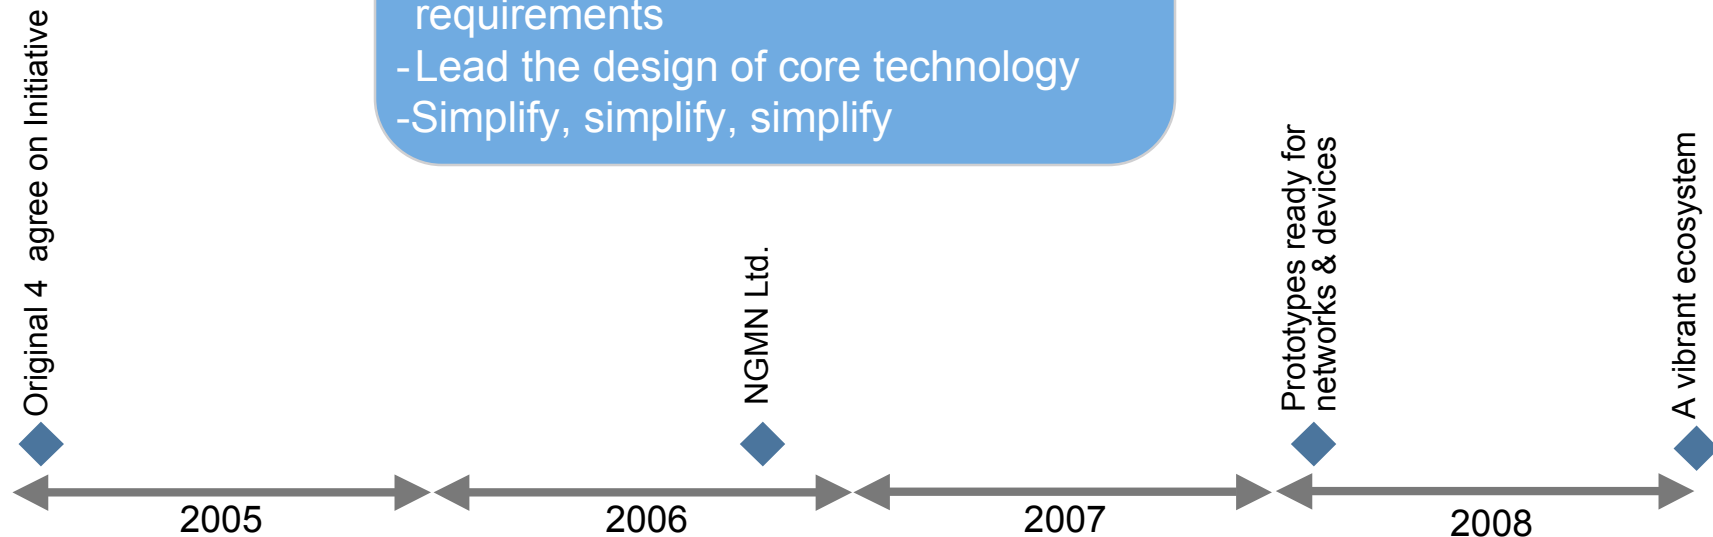 requirements
-Lead the design of core technology
-Simplify, simplify, simplify
Original 4 agree on Initiative
NGMN Ltd.
Prototypes ready for
networks & devices
A vibrant ecosystem
2005
2006
2007
2008